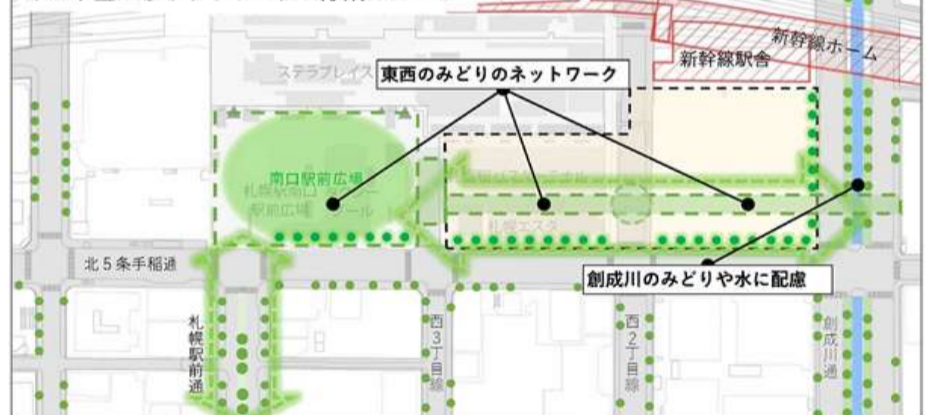 新幹線ホーム
新幹線駅舎
ステラプレイス
東西のみどりのネットワーク
南口駅前広場
札幌エスタ
創成川のみどりや水に配慮
北5条手稲通
札幌駅前通
西3丁目線
西2丁目線
創成川通